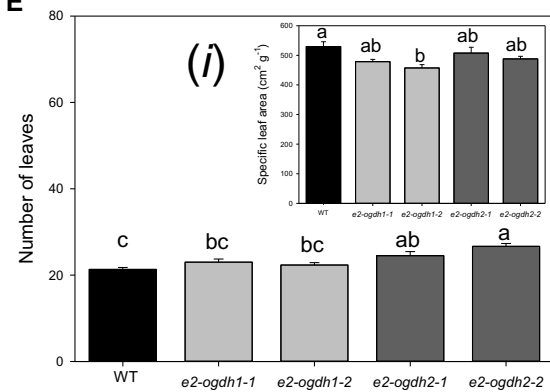 E
(i)
Number of leaves
80
60
40
20
0
c
bc
bc
ab
a
WT
e2-ogdh1-1
e2-ogdh1-2
e2-ogdh2-1
e2-ogdh2-2
Specific leaf area (cm² g⁻¹)
600
500
400
300
200
100
0
a
ab
b
ab
ab
WT
e2-ogdh1-1
e2-ogdh1-2
e2-ogdh2-1
e2-ogdh2-2